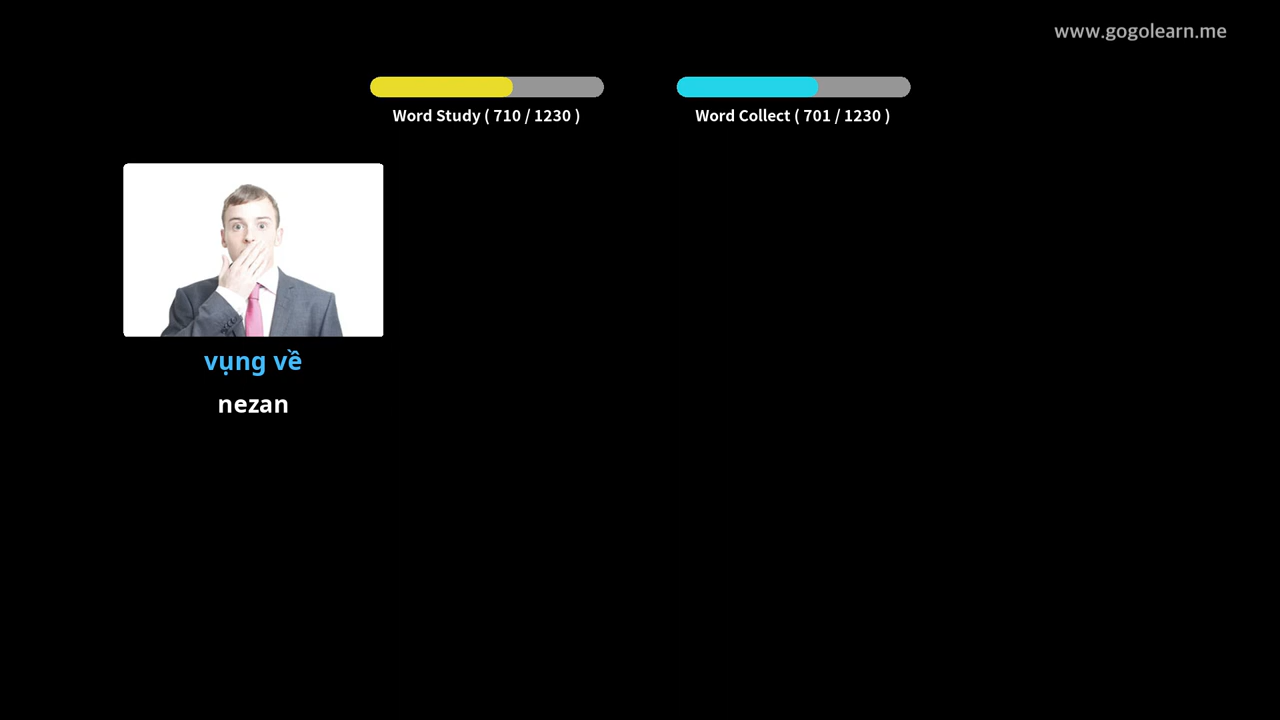 www.gogolearn.me
Word Study ( 710 / 1230 )
Word Collect ( 701 / 1230 )
vụng về
nezan